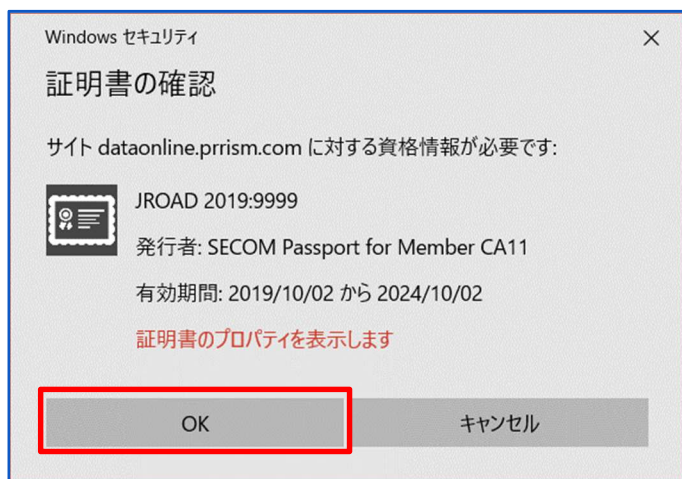 Windows セキュリティ
証明書の確認
サイト dataonline.prrism.com に対する資格情報が必要です:
JROAD 2019:9999
発行者: SECOM Passport for Member CA11
有効期間: 2019/10/02 から 2024/10/02
証明書のプロパティを表示します
OK
キャンセル